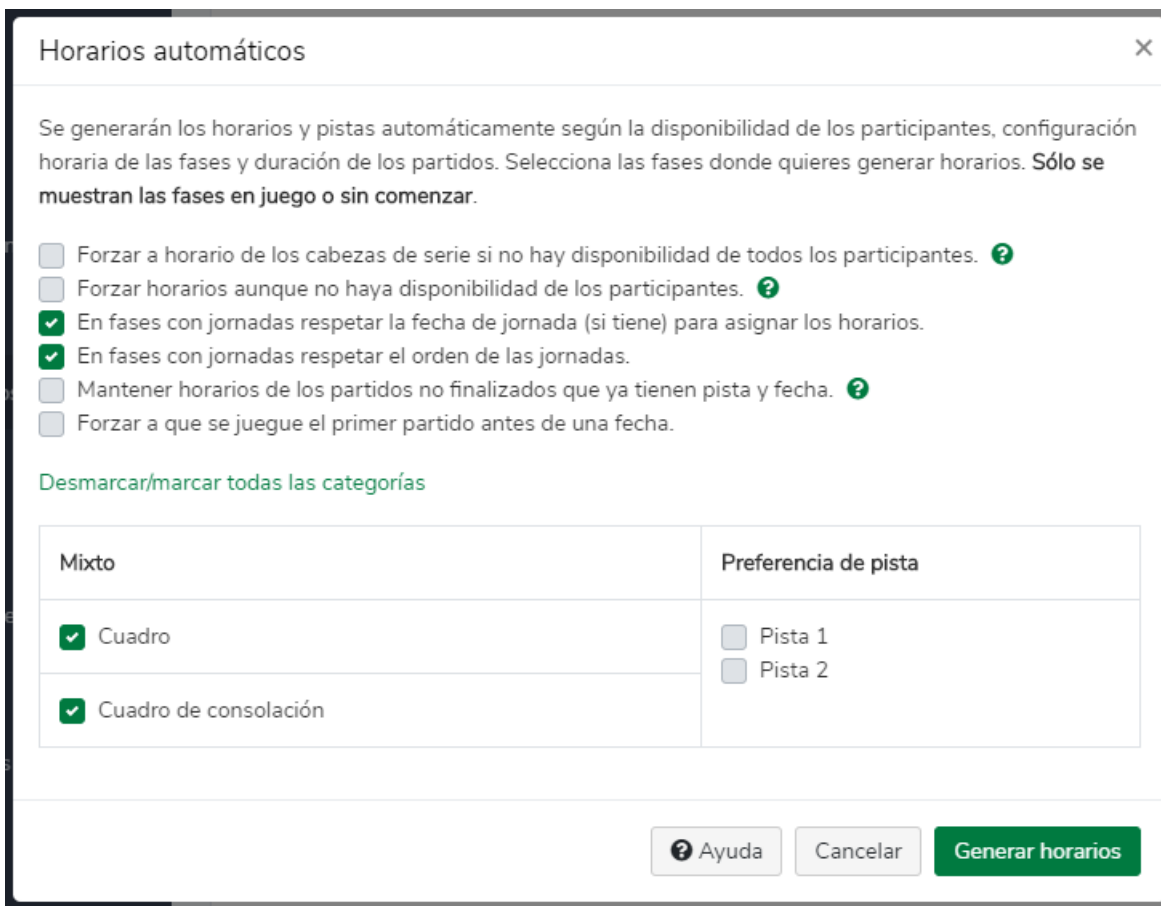 Horarios automáticos
Se generarán los horarios y pistas automáticamente según la disponibilidad de los participantes, configuración
horaria de las fases y duración de los partidos. Selecciona las fases donde quieres generar horarios. Sólo se
muestran las fases en juego o sin comenzar.
Forzar a horario de los cabezas de serie si no hay disponibilidad de todos los participantes.
Forzar horarios aunque no haya disponibilidad de los participantes.
En fases con jornadas respetar la fecha de jornada (si tiene) para asignar los horarios.
En fases con jornadas respetar el orden de las jornadas.
Mantener horarios de los partidos no finalizados que ya tienen pista y fecha.
Forzar a que se juegue el primer partido antes de una fecha.
Desmarcar/marcar todas las categorías
Mixto
Preferencia de pista
Cuadro
Pista 1
Pista 2
Cuadro de consolación
Ayuda
Cancelar
Generar horarios